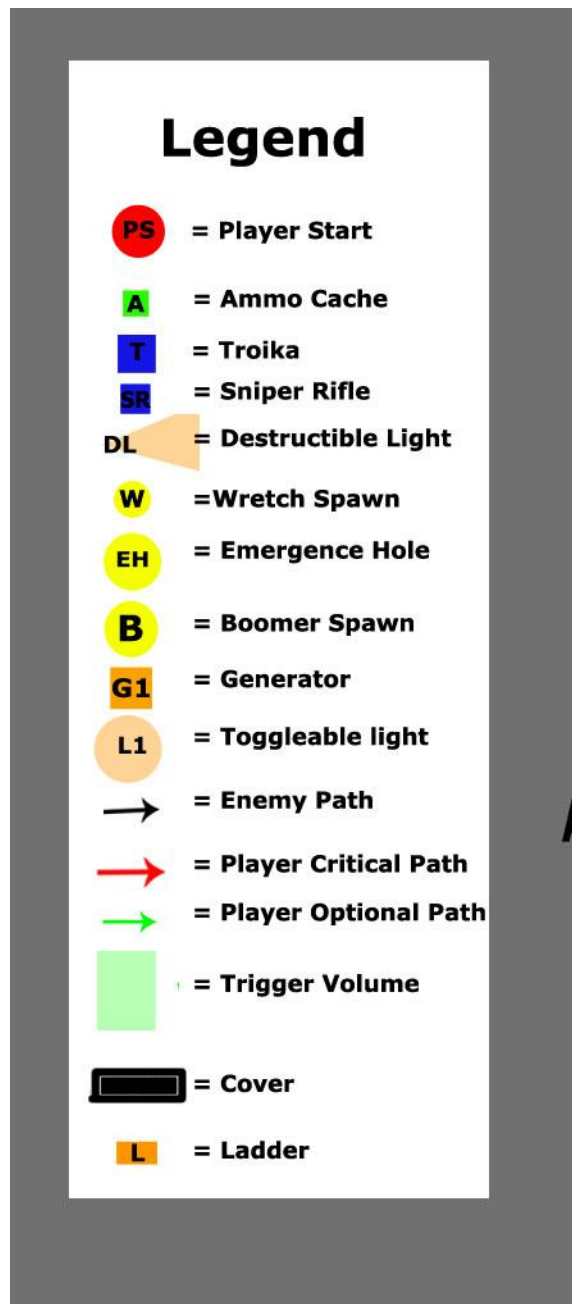 Legend
PS = Player Start
A = Ammo Cache
T = Troika
SR = Sniper Rifle
DL = Destructible Light
W =Wretch Spawn
EH = Emergence Hole
B = Boomer Spawn
G1 = Generator
L1 = Toggleable light
= Enemy Path
= Player Critical Path
= Player Optional Path
= Trigger Volume
= Cover
L = Ladder